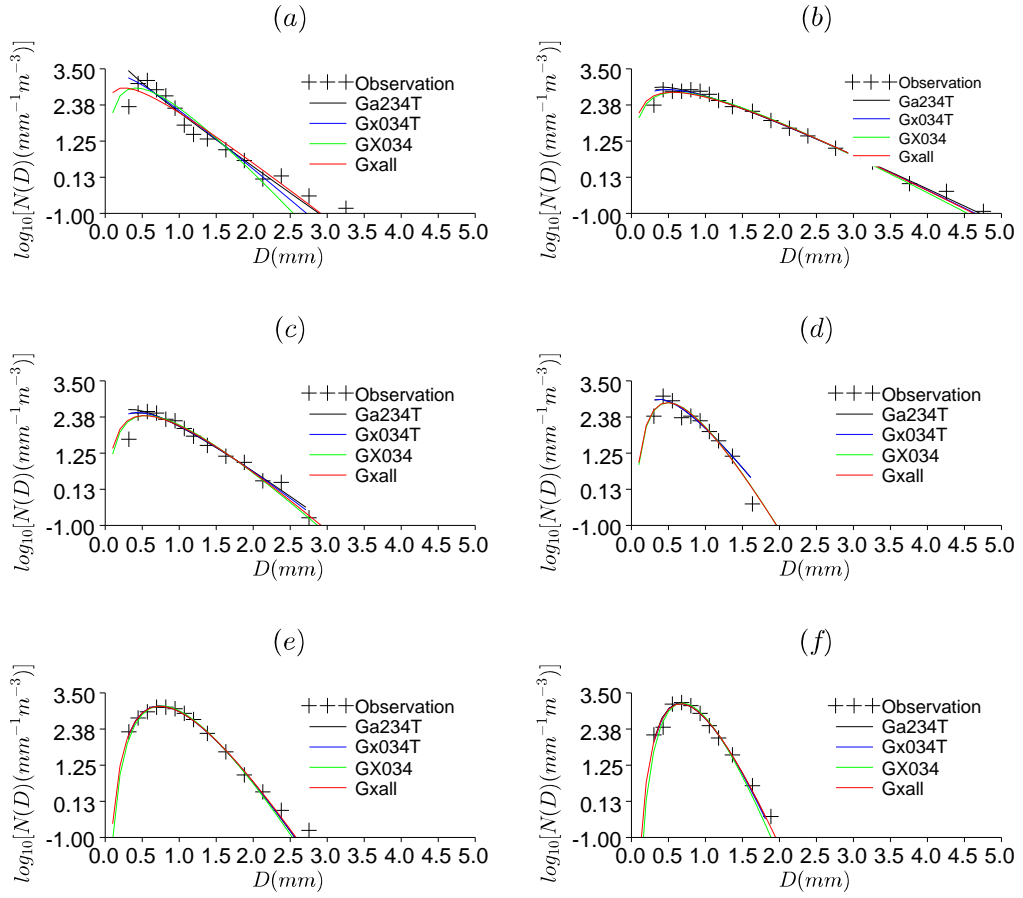 (a)
log10[N(D)(mm−1m−3)]
3.50
2.38
1.25
0.13
-1.00
Observation
Ga234T
Gx034T
GX034
Gxall
0.0 0.5 1.0 1.5 2.0 2.5 3.0 3.5 4.0 4.5 5.0
D(mm)
(b)
log10[N(D)(mm−1m−3)]
3.50
2.38
1.25
0.13
-1.00
Observation
Ga234T
Gx034T
GX034
Gxall
0.0 0.5 1.0 1.5 2.0 2.5 3.0 3.5 4.0 4.5 5.0
D(mm)
(c)
log10[N(D)(mm−1m−3)]
3.50
2.38
1.25
0.13
-1.00
Observation
Ga234T
Gx034T
GX034
Gxall
0.0 0.5 1.0 1.5 2.0 2.5 3.0 3.5 4.0 4.5 5.0
D(mm)
(d)
log10[N(D)(mm−1m−3)]
3.50
2.38
1.25
0.13
-1.00
Observation
Ga234T
Gx034T
GX034
Gxall
0.0 0.5 1.0 1.5 2.0 2.5 3.0 3.5 4.0 4.5 5.0
D(mm)
(e)
log10[N(D)(mm−1m−3)]
3.50
2.38
1.25
0.13
-1.00
Observation
Ga234T
Gx034T
GX034
Gxall
0.0 0.5 1.0 1.5 2.0 2.5 3.0 3.5 4.0 4.5 5.0
D(mm)
(f)
log10[N(D)(mm−1m−3)]
3.50
2.38
1.25
0.13
-1.00
Observation
Ga234T
Gx034T
GX034
Gxall
0.0 0.5 1.0 1.5 2.0 2.5 3.0 3.5 4.0 4.5 5.0
D(mm)